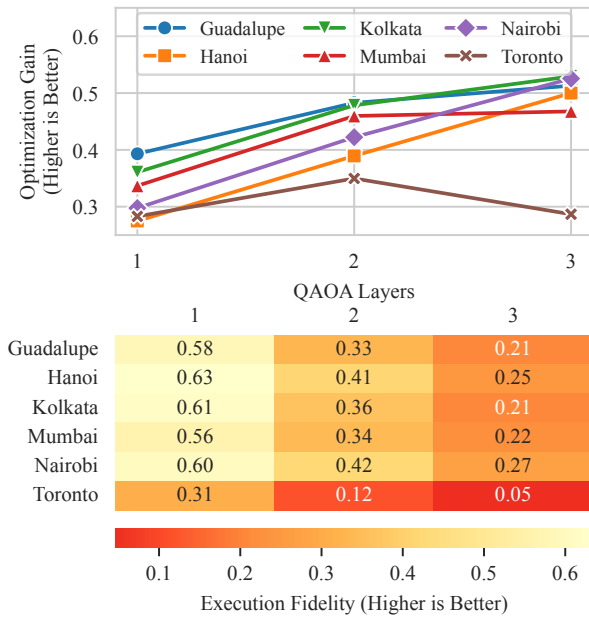 Optimization Gain
(Higher is Better)
0.6
0.5
0.4
0.3
Guadalupe
Hanoi
Kolkata
Mumbai
Nairobi
Toronto
1 2 3
QAOA Layers
1 2 3
Guadalupe 0.58 0.33 0.21
Hanoi 0.63 0.41 0.25
Kolkata 0.61 0.36 0.21
Mumbai 0.56 0.34 0.22
Nairobi 0.60 0.42 0.27
Toronto 0.31 0.12 0.05
0.1 0.2 0.3 0.4 0.5 0.6
Execution Fidelity (Higher is Better)